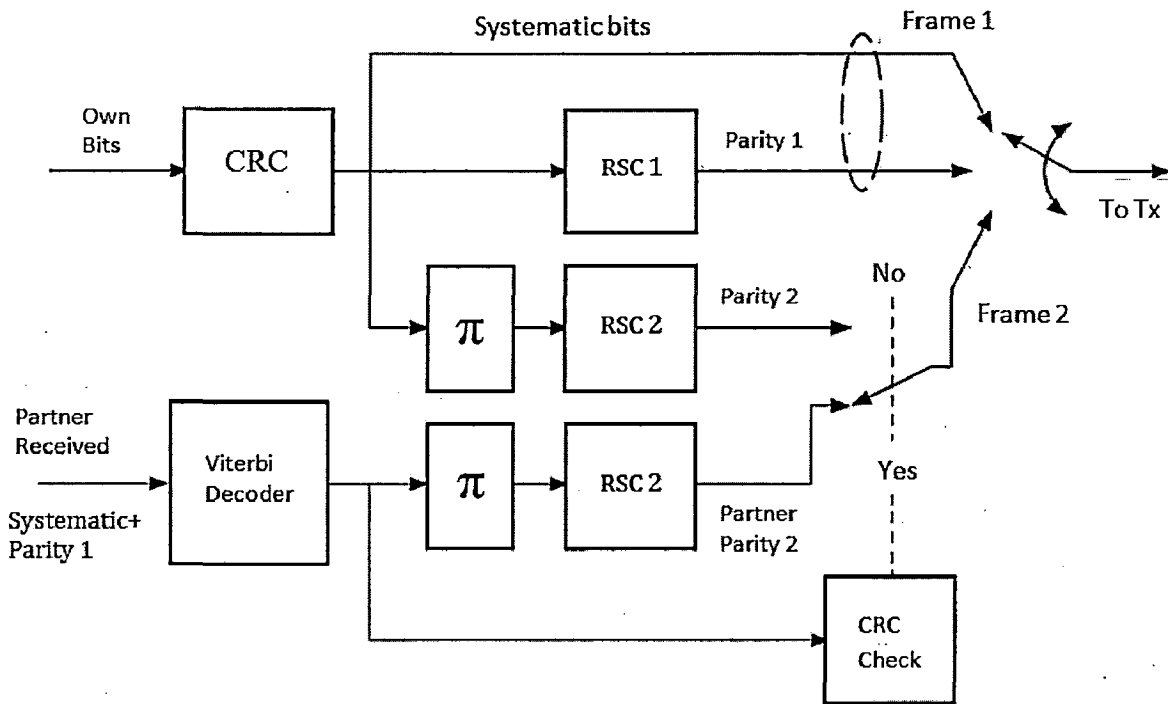 Systematic bits
Frame 1
Own
Bits
CRC
RSC 1
Parity 1
To Tx
π
RSC 2
Parity 2
No
Frame 2
Partner
Received
Systematic+
Parity 1
Viterbi
Decoder
π
RSC 2
Partner
Parity 2
Yes
CRC
Check